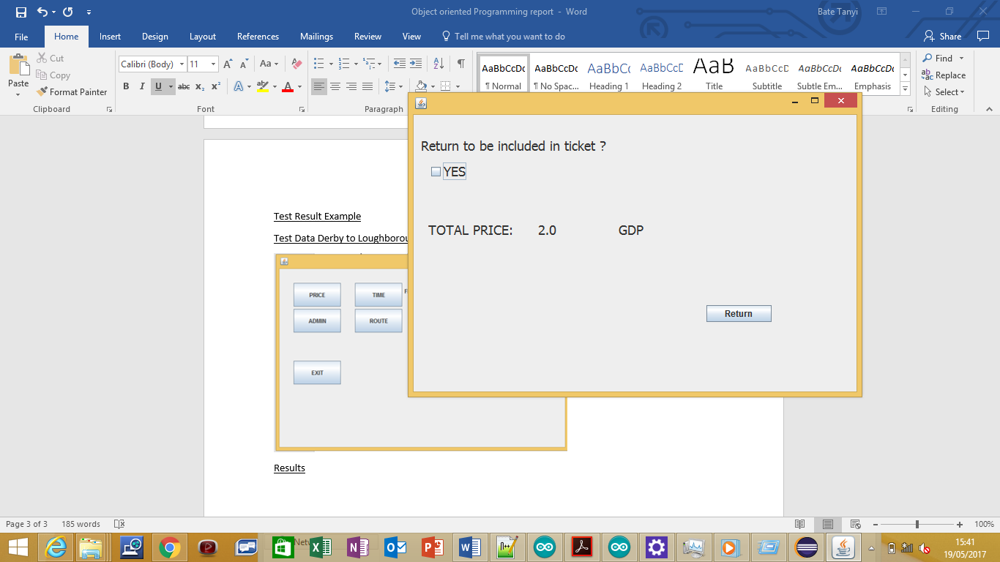 Object oriented Programming report - Word
Bate Tanyi
File Home Insert Design Layout References Mailings Review View Tell me what you want to do Share
Paste
Cut
Copy
Format Painter
Clipboard
Calibri (Body) 11
Font
Paragraph
AaBbCcDc AaBbCcDc AaBbCc AaBbCcD AaB AaBbCcD AaBbCcDc AaBbCcDc
¶ Normal ¶ No Spac... Heading 1 Heading 2 Title Subtitle Subtle Em... Emphasis
Find
Replace
Select
Editing
Return to be included in ticket ?
YES
TOTAL PRICE: 2.0 GDP
Return
Test Result Example
Test Data Derby to Loughborou
PRICE TIME
ADMIN ROUTE
EXIT
Results
Page 3 of 3 185 words
100%
15:41
19/05/2017